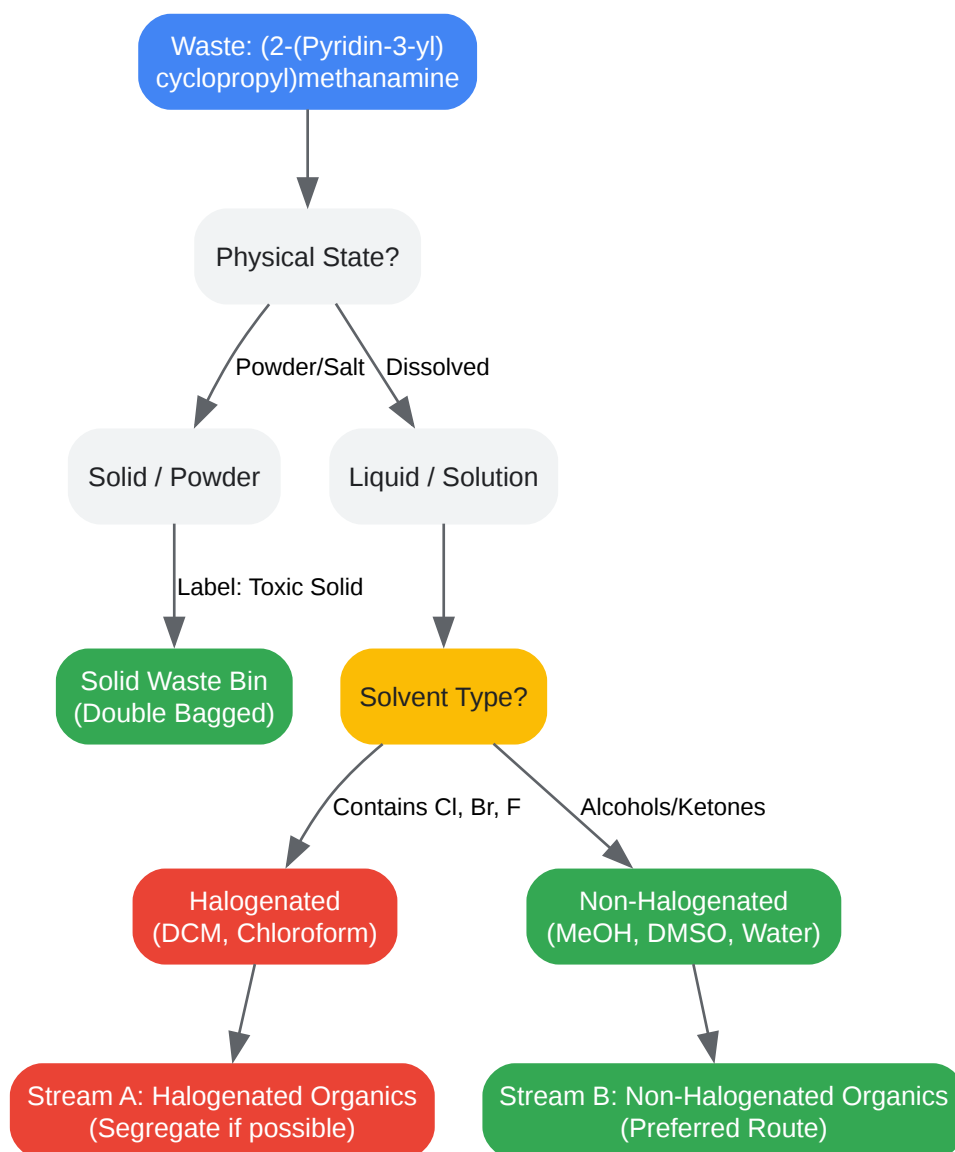 Waste: (2-(Pyridin-3-yl)
cyclopropyl)methanamine
Physical State?
Powder/Salt
Dissolved
Solid / Powder
Liquid / Solution
Label: Toxic Solid
Solid Waste Bin
(Double Bagged)
Solvent Type?
Contains Cl, Br, F
Alcohols/Ketones
Halogenated
(DCM, Chloroform)
Non-Halogenated
(MeOH, DMSO, Water)
Stream A: Halogenated Organics
(Segregate if possible)
Stream B: Non-Halogenated Organics
(Preferred Route)